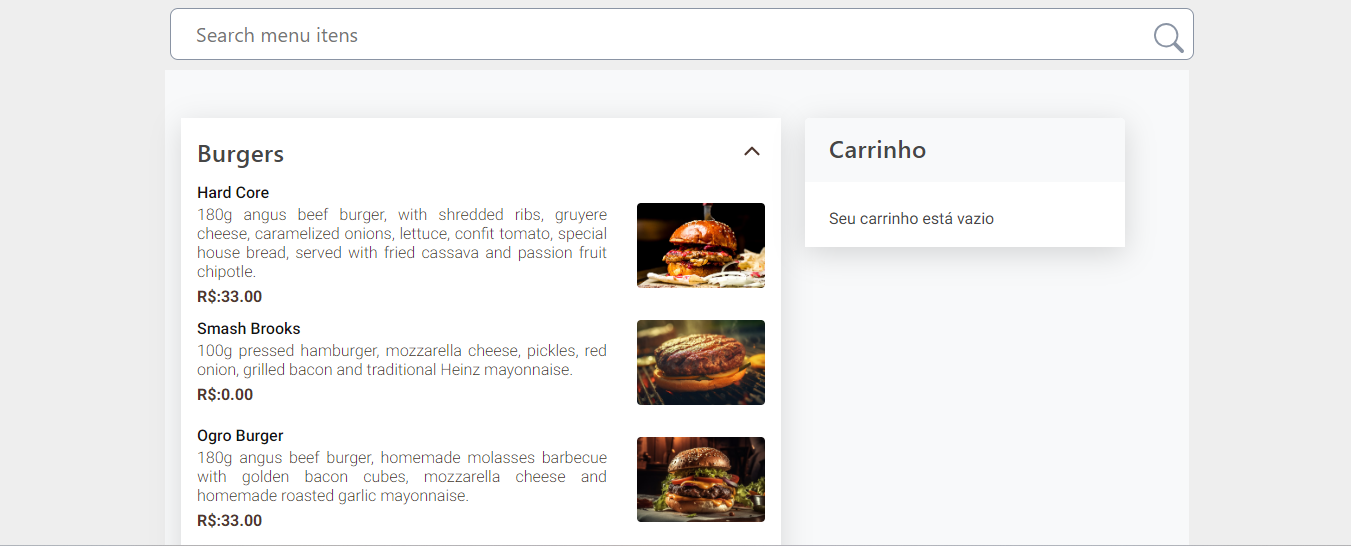 Search menu itens
Burgers
Hard Core
180g angus beef burger, with shredded ribs, gruyere
cheese, caramelized onions, lettuce, confit tomato, special
house bread, served with fried cassava and passion fruit
chipotle.
R$:33.00
Smash Brooks
100g pressed hamburger, mozzarella cheese, pickles, red
onion, grilled bacon and traditional Heinz mayonnaise.
R$:0.00
Ogro Burger
180g angus beef burger, homemade molasses barbecue
with golden bacon cubes, mozzarella cheese and
homemade roasted garlic mayonnaise.
R$:33.00
Carrinho
Seu carrinho está vazio